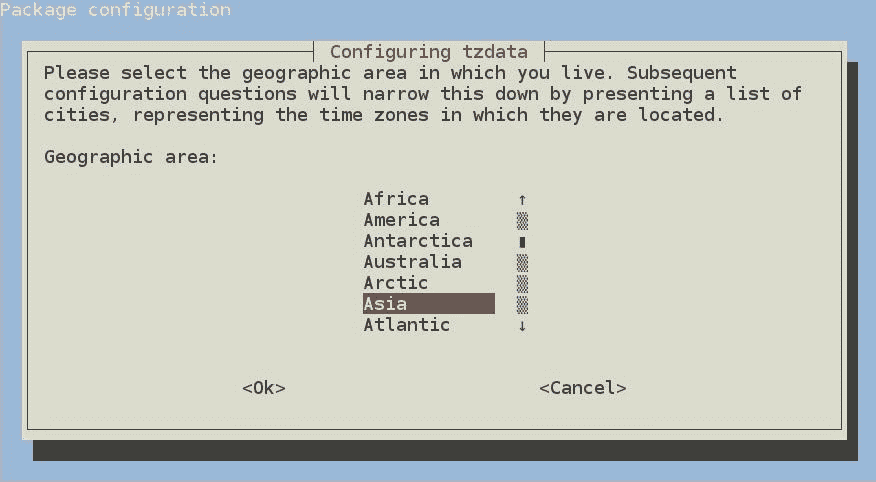 Package configuration
Configuring tzdata
Please select the geographic area in which you live. Subsequent
configuration questions will narrow this down by presenting a list of
cities, representing the time zones in which they are located.
Geographic area:
Africa
America
Antarctica
Australia
Arctic
Asia
Atlantic
<Ok> <Cancel>